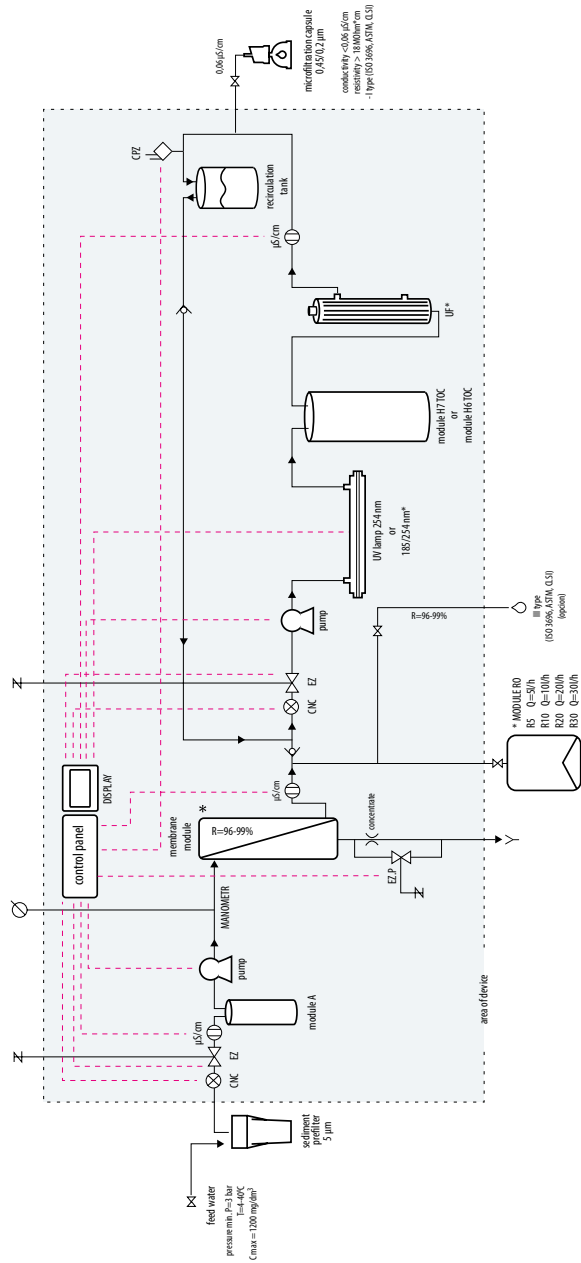 feed water
pressure min. P=3 bar
T=4-40ºC
Cmax = 1200 mg/dm³
sediment
prefilter
5 µm
CNC
EZ
µS/cm
module A
pump
MANOMETR
control panel
DISPLAY
membrane
module
*
R=96-99%
concentrate
EZ.P
area of device
µS/cm
CNC
EZ
pump
R=96-99%
III type
(ISO 3696, ASTM, CLSI)
(option)
* MODULE RO
R5 Q=5l/h
R10 Q=10l/h
R20 Q=20l/h
R30 Q=30l/h
UV lamp 254 nm
or
185/254 nm*
module H7 TOC
or
module H6 TOC
UF*
µS/cm
recirculation
tank
CPZ
0,06 µS/cm
microfiltration capsule
0,45/0,2 µm
conductivity <0,06 µS/cm
resistivity > 18 MOhm*cm
- I type (ISO 3696, ASTM, CLSI)